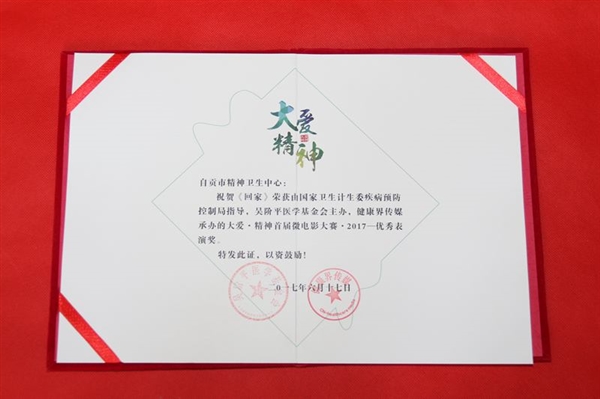 大爱
精神
自贡市精神卫生中心：
祝贺《回家》荣获由国家卫生计生委疾病预防
控制局指导，吴阶平医学基金会主办，健康界传媒
承办的大爱·精神首届微电影大赛·2017—优秀表
演奖。
特发此证，以资鼓励！
二〇一七年六月十七日